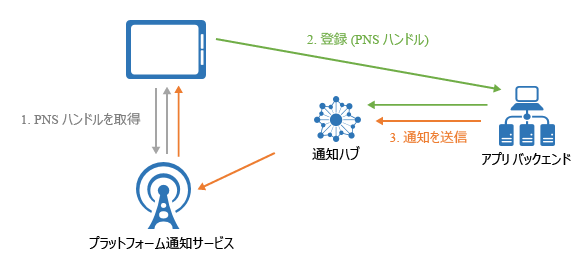 2. 登録 (PNS ハンドル)
1. PNS ハンドルを取得
3. 通知を送信
通知ハブ
アプリ バックエンド
プラットフォーム通知サービス